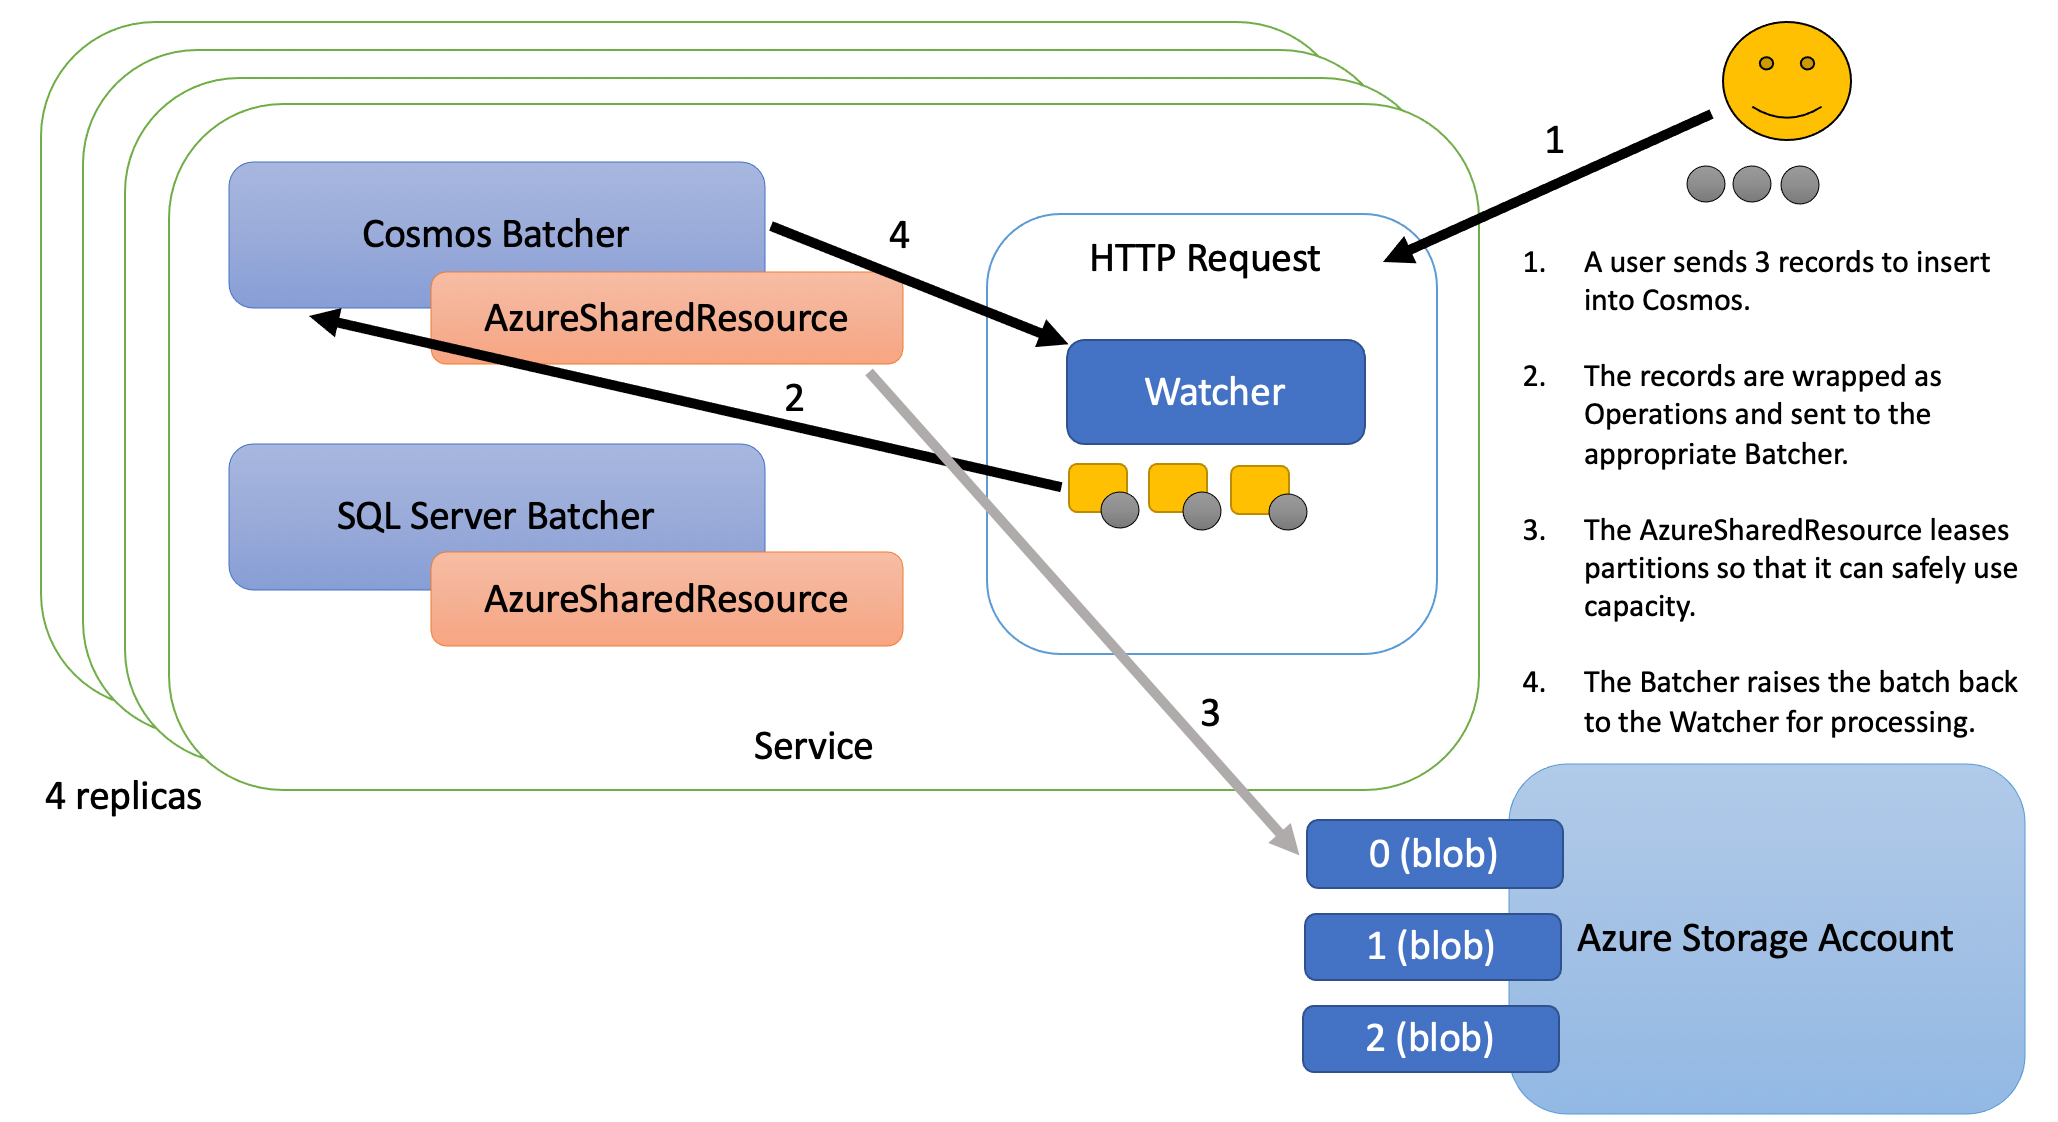 Cosmos Batcher
AzureSharedResource
SQL Server Batcher
AzureSharedResource
HTTP Request
Watcher
1
4
2
3
Service
4 replicas
1. A user sends 3 records to insert
into Cosmos.
2. The records are wrapped as
Operations and sent to the
appropriate Batcher.
3. The AzureSharedResource leases
partitions so that it can safely use
capacity.
4. The Batcher raises the batch back
to the Watcher for processing.
0 (blob)
1 (blob)
2 (blob)
Azure Storage Account